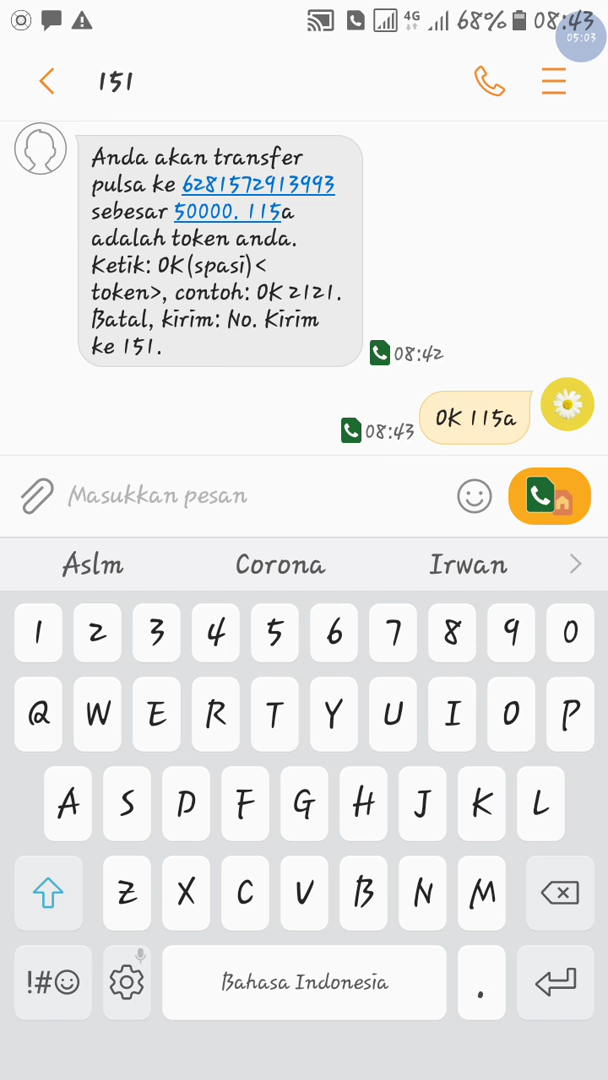 4G 68% 08:43
05:03
151
Anda akan transfer
pulsa ke 6281572913993
sebesar 50000. 115a
adalah token anda.
Ketik: OK(spasi)<
token>, contoh: OK 2121.
Batal, kirim: No. Kirim
ke 151.
08:42
OK 115a
08:43
Masukkan pesan
Aslm Corona Irwan
1 2 3 4 5 6 7 8 9 0
Q W E R T Y U I O P
A S D F G H J K L
Z X C V B N M
!#☺ Bahasa Indonesia .